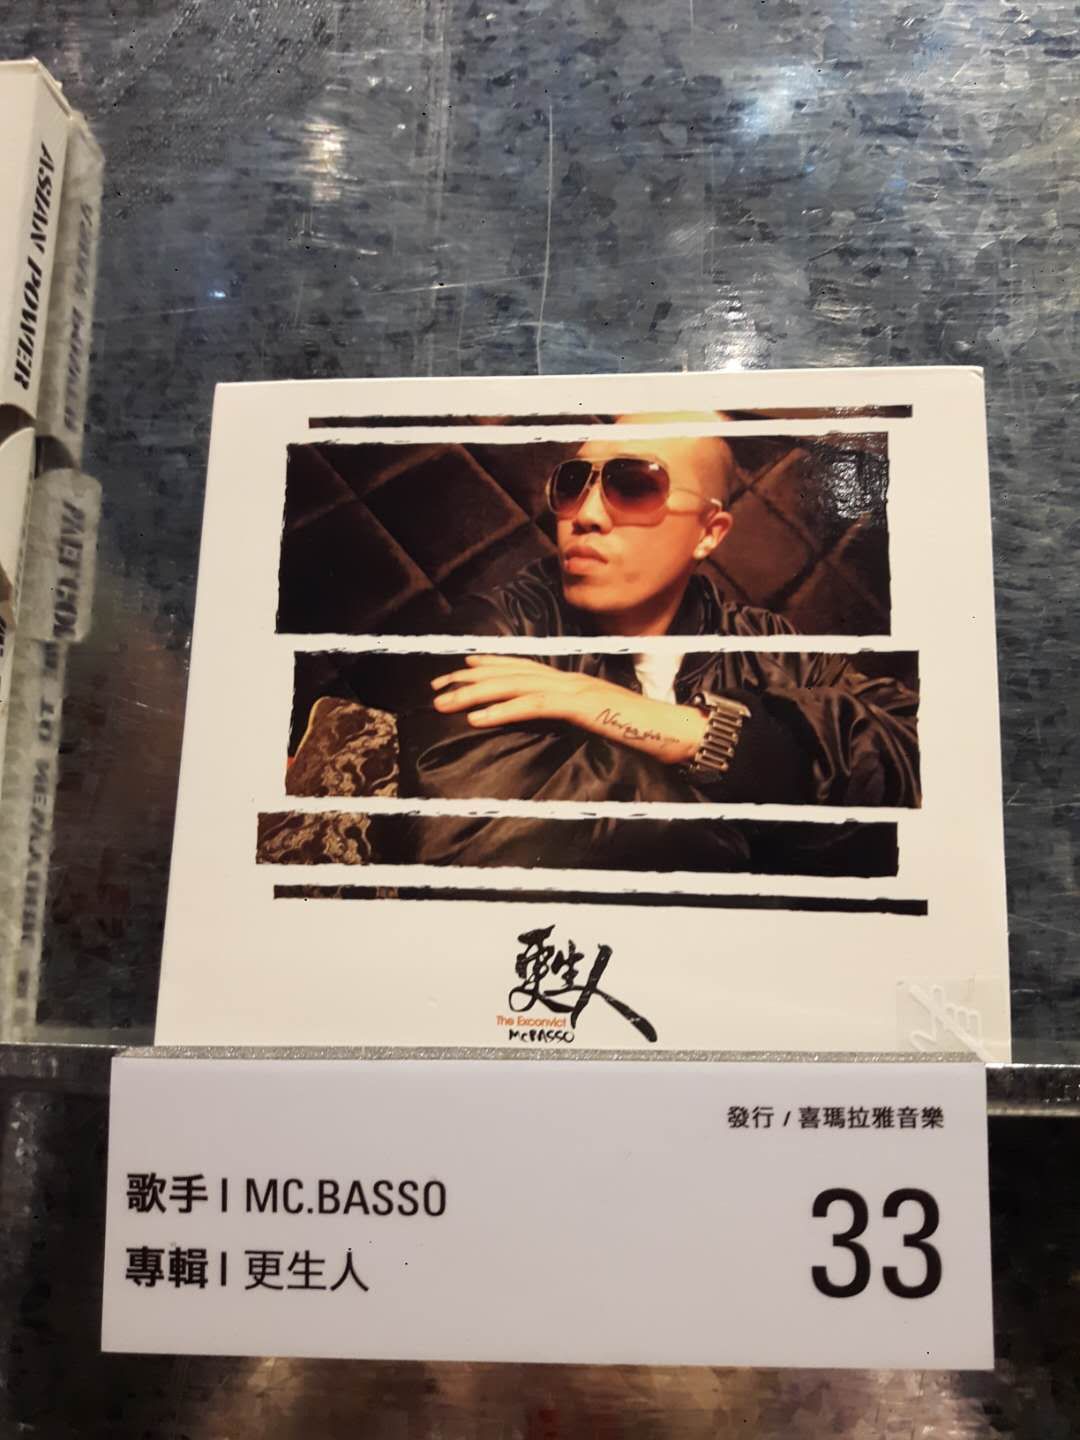 ASIAN POWER
更生人
The Exconvict
MCBASSO
發行 / 喜瑪拉雅音樂
歌手 | MC.BASSO
專輯 | 更生人
33